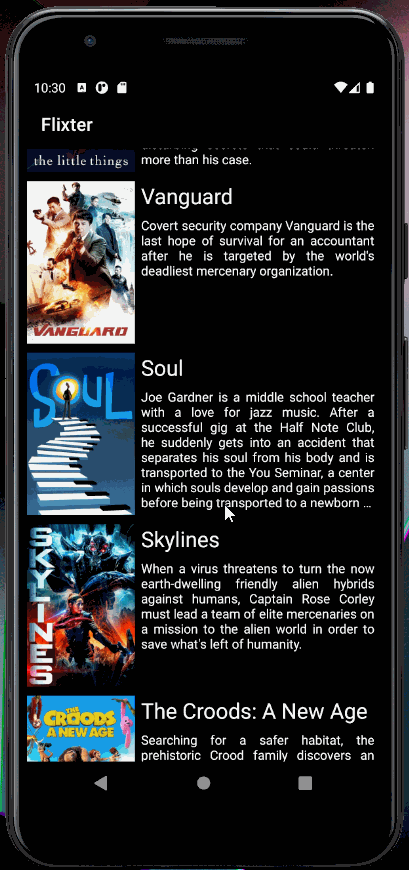 10:30
Flixter
the little things
more than his case.
Vanguard
Covert security company Vanguard is the
last hope of survival for an accountant
after he is targeted by the world's
deadliest mercenary organization.
VANGUARD
Soul
Joe Gardner is a middle school teacher
with a love for jazz music. After a
successful gig at the Half Note Club,
he suddenly gets into an accident that
separates his soul from his body and is
transported to the You Seminar, a center
in which souls develop and gain passions
before being transported to a newborn ...
SOUL
Skylines
When a virus threatens to turn the now
earth-dwelling friendly alien hybrids
against humans, Captain Rose Corley
must lead a team of elite mercenaries on
a mission to the alien world in order to
save what's left of humanity.
SKYLINES
The Croods: A New Age
Searching for a safer habitat, the
prehistoric Crood family discovers an
THE
CROODS
A NEW AGE